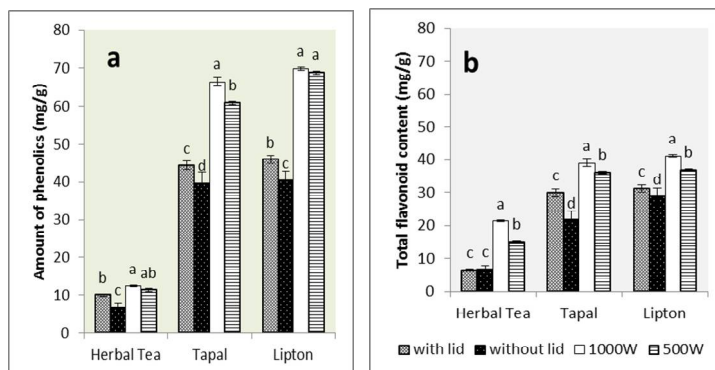 a
Amount of phenolics (mg/g)
80
70
60
50
40
30
20
10
0
b c a ab
c d a b
b c a a
Herbal Tea Tapal Lipton
b
Total flavonoid content (mg/g)
80
70
60
50
40
30
20
10
0
c c a b
c d a b
c d a b
Herbal Tea Tapal Lipton
with lid without lid 1000W 500W